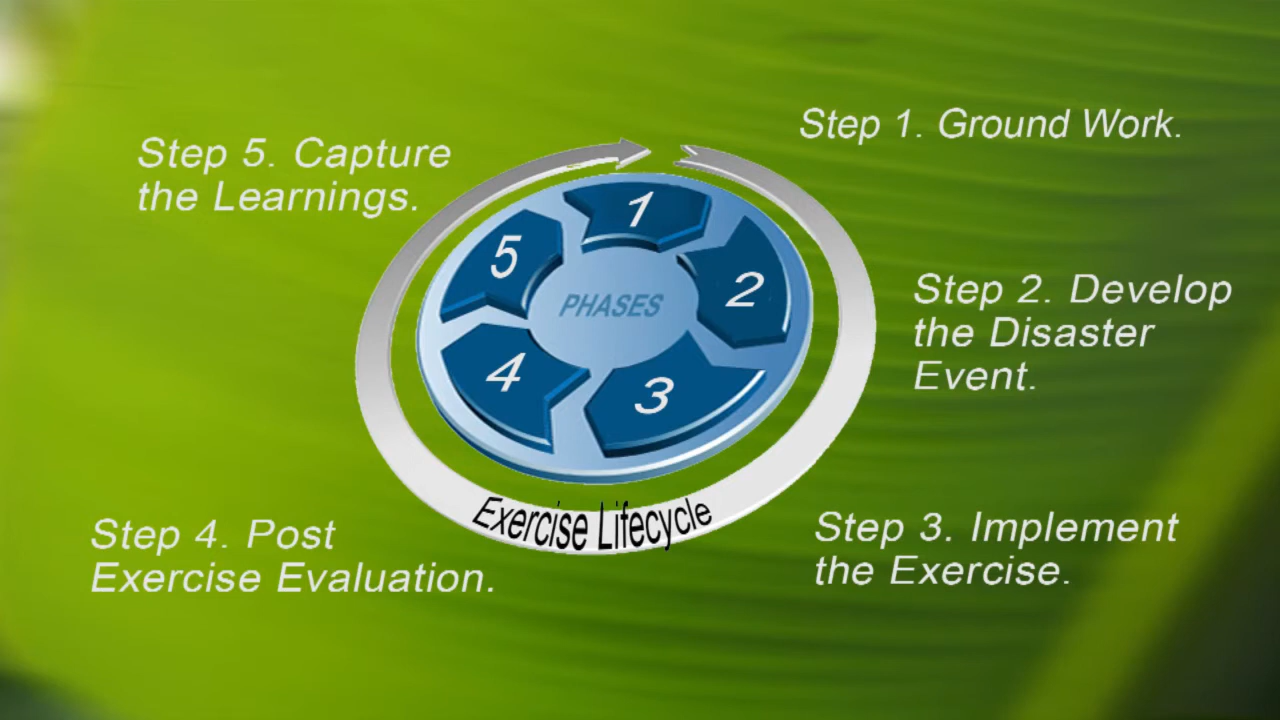 Step 1. Ground Work.
Step 2. Develop
the Disaster
Event.
Step 3. Implement
the Exercise.
Step 4. Post
Exercise Evaluation.
Step 5. Capture
the Learnings.
1
2
3
4
5
PHASES
Exercise Lifecycle